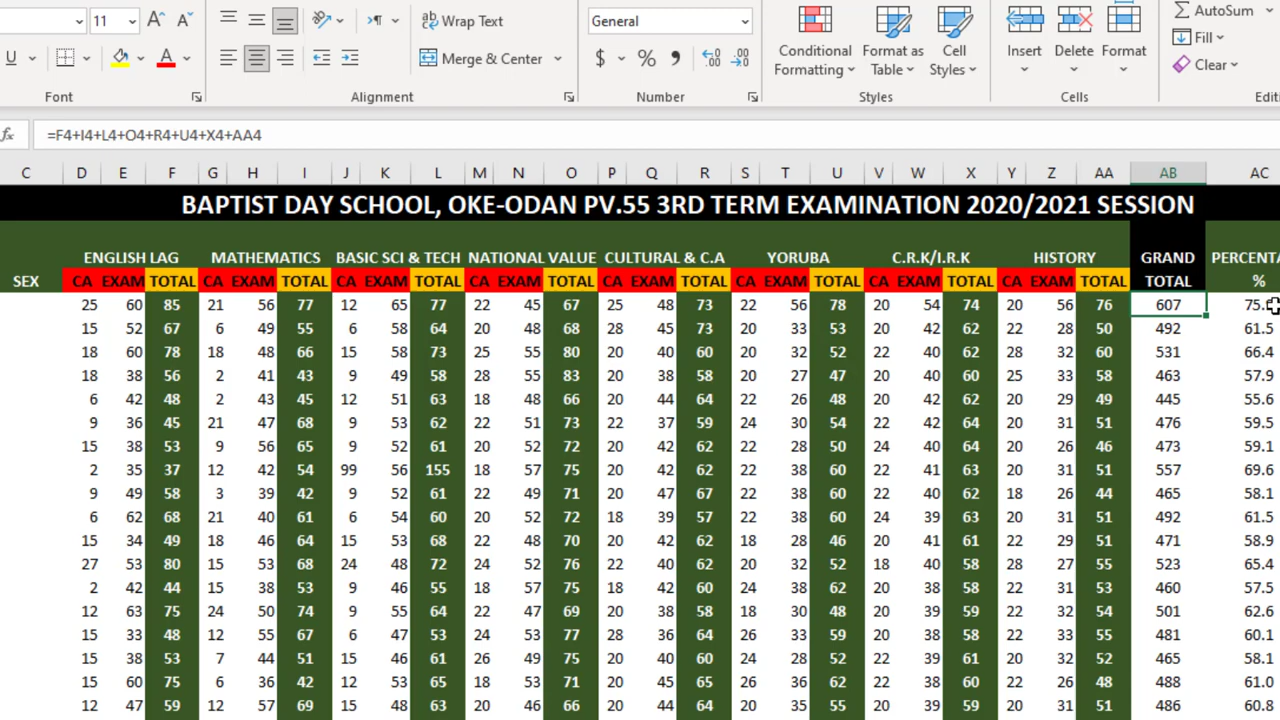 11 A A ab Wrap Text General AutoSum
U A Merge & Center $ % Conditional Formatting Format as Table Cell Styles Insert Delete Format Fill Clear
Font Alignment Number Styles Cells
fx =F4+I4+L4+O4+R4+U4+X4+AA4
C D E F G H I J K L M N O P Q R S T U V W X Y Z AA AB AC
BAPTIST DAY SCHOOL, OKE-ODAN PV.55 3RD TERM EXAMINATION 2020/2021 SESSION
ENGLISH LAG MATHEMATICS BASIC SCI & TECH NATIONAL VALUE CULTURAL & C.A YORUBA C.R.K/I.R.K HISTORY GRAND
SEX CA EXAM TOTAL CA EXAM TOTAL CA EXAM TOTAL CA EXAM TOTAL CA EXAM TOTAL CA EXAM TOTAL CA EXAM TOTAL CA EXAM TOTAL TOTAL %
25 60 85 21 56 77 12 65 77 22 45 67 25 48 73 22 56 78 20 54 74 20 56 76 607
15 52 67 6 49 55 6 58 64 20 48 68 28 45 73 20 33 53 20 42 62 22 28 50 492 61.5
18 60 78 18 48 66 15 58 73 25 55 80 20 40 60 20 32 52 22 40 62 28 32 60 531 66.4
18 38 56 2 41 43 9 49 58 28 55 83 20 38 58 20 27 47 20 40 60 25 33 58 463 57.9
6 42 48 2 43 45 12 51 63 18 48 66 20 44 64 22 26 48 20 42 62 20 29 49 445 55.6
9 36 45 21 47 68 9 53 62 22 51 73 22 37 59 24 30 54 22 42 64 20 31 51 476 59.5
15 38 53 9 56 65 9 52 61 20 52 72 20 42 62 22 28 50 24 40 64 20 26 46 473 59.1
2 35 37 12 42 54 99 56 155 18 57 75 20 42 62 22 38 60 22 41 63 20 31 51 557 69.6
9 49 58 3 39 42 9 52 61 22 49 71 20 47 67 22 38 60 22 40 62 18 26 44 465 58.1
6 62 68 21 40 61 6 54 60 20 52 72 18 39 57 22 38 60 24 39 63 20 31 51 492 61.5
15 34 49 18 46 64 15 53 68 22 48 70 20 42 62 18 28 46 20 41 61 22 29 51 471 58.9
27 53 80 15 53 68 24 48 72 24 52 76 22 40 62 20 32 52 18 40 58 28 27 55 523 65.4
2 42 44 15 38 53 9 46 55 18 57 75 18 42 60 24 38 62 20 38 58 22 31 53 460 57.5
12 63 75 24 50 74 9 55 64 22 47 69 20 38 58 18 30 48 20 39 59 22 32 54 501 62.6
15 33 48 12 55 67 6 47 53 24 53 77 28 36 64 26 33 59 20 38 58 22 33 55 481 60.1
15 38 53 7 44 51 15 46 61 26 49 75 20 40 60 24 28 52 22 39 61 20 32 52 465 58.1
15 60 75 6 36 42 12 53 65 18 53 71 20 45 65 26 36 62 22 38 60 22 26 48 488 61.0
12 47 59 12 57 69 15 48 63 20 46 66 20 44 64 20 35 55 20 39 59 20 31 51 486 60.8